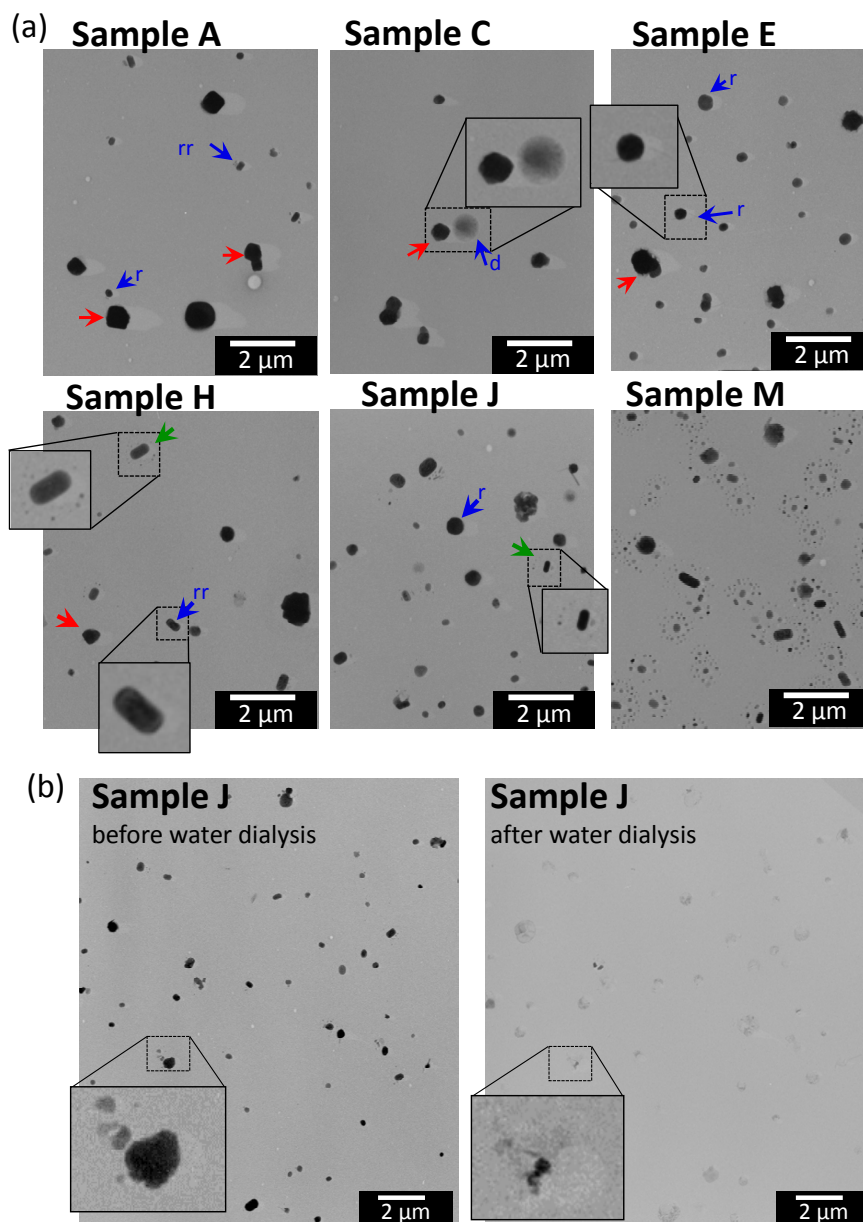 (a)
Sample A
Sample C
Sample E
rr
r
2 μm
d
2 μm
r
r
2 μm
Sample H
Sample J
Sample M
rr
2 μm
r
2 μm
2 μm
(b)
Sample J
before water dialysis
2 μm
Sample J
after water dialysis
2 μm